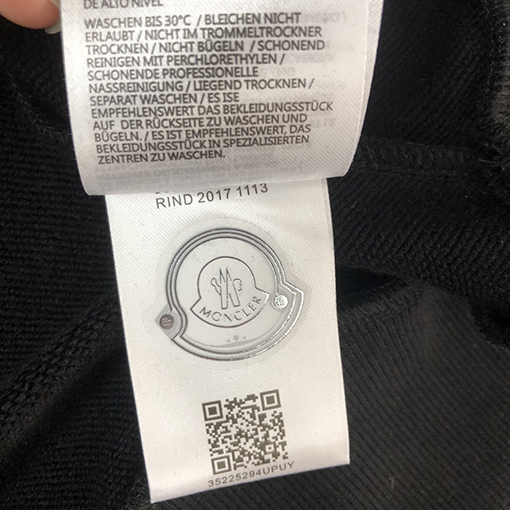 DE ALTO NIVEL
WASCHEN BIS 30°C / BLEICHEN NICHT
ERLAUBT / NICHT IM TROMMELTROCKNER
TROCKNEN / NICHT BÜGELN / SCHONEND
REINIGEN MIT PERCHLORETHYLEN /
SCHONENDE PROFESSIONELLE
NASSREINIGUNG / LIEGEND TROCKNEN /
SEPARAT WASCHEN / ES ISE
EMPFEHLENSWERT DAS BEKLEIDUNGSSTÜCK
AUF DER RÜCKSEITE ZU WASCHEN UND
BÜGELN. / ES IST EMPFEHLENSWERT, DAS
BEKLEIDUNGSSTÜCK IN SPEZIALISIERTEN
ZENTREN ZU WASCHEN.
RIND 2017 1113
MONCLER
35225294UPUY